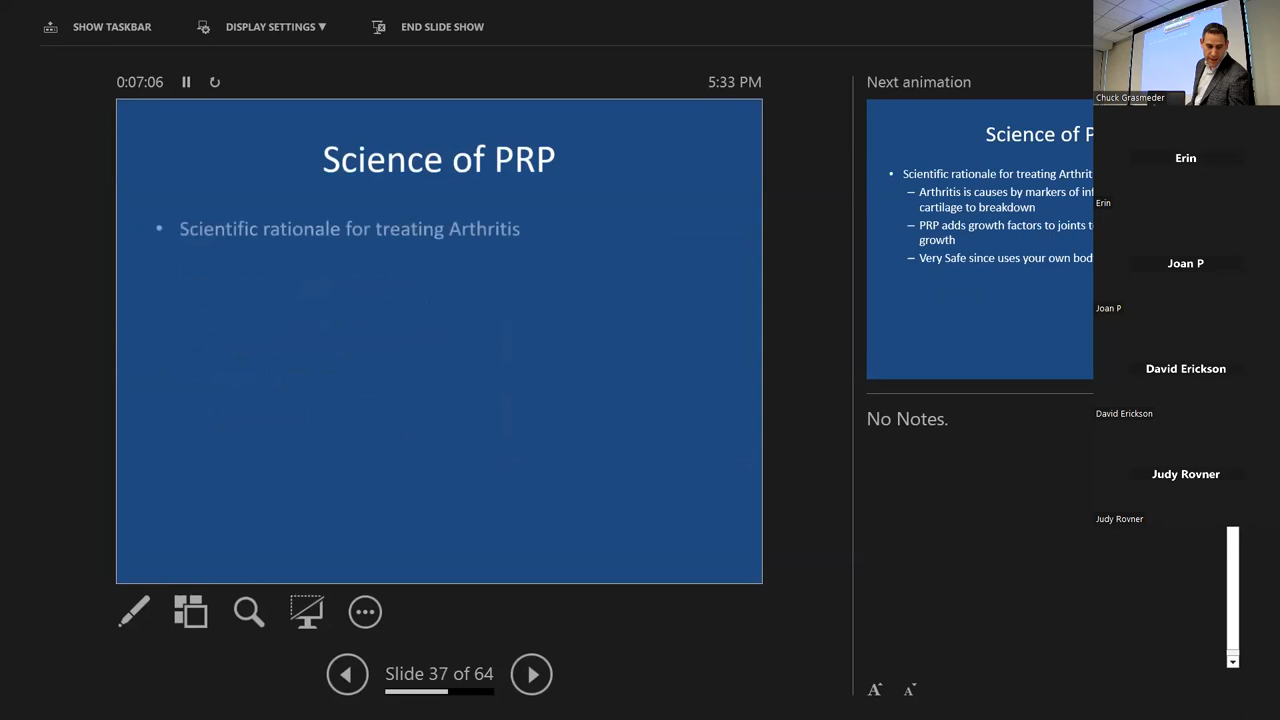 SHOW TASKBAR
DISPLAY SETTINGS ▼
END SLIDE SHOW
0:07:06
5:33 PM
Science of PRP
• Scientific rationale for treating Arthritis
Slide 37 of 64
Next animation
Science of P
• Scientific rationale for treating Arthrit
– Arthritis is causes by markers of inf
cartilage to breakdown
– PRP adds growth factors to joints t
growth
– Very Safe since uses your own bod
No Notes.
A A
Chuck Grasmeder
Erin
Erin
Joan P
Joan P
David Erickson
David Erickson
Judy Rovner
Judy Rovner